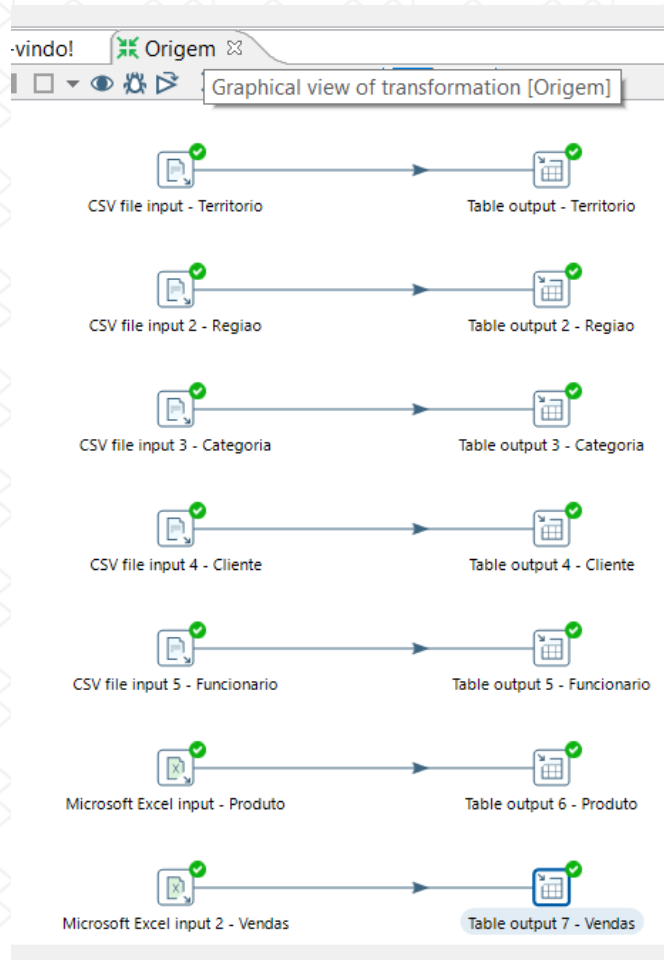 -vindo!
Origem
Graphical view of transformation [Origem]
CSV file input - Territorio
Table output - Territorio
CSV file input 2 - Regiao
Table output 2 - Regiao
CSV file input 3 - Categoria
Table output 3 - Categoria
CSV file input 4 - Cliente
Table output 4 - Cliente
CSV file input 5 - Funcionario
Table output 5 - Funcionario
Microsoft Excel input - Produto
Table output 6 - Produto
Microsoft Excel input 2 - Vendas
Table output 7 - Vendas